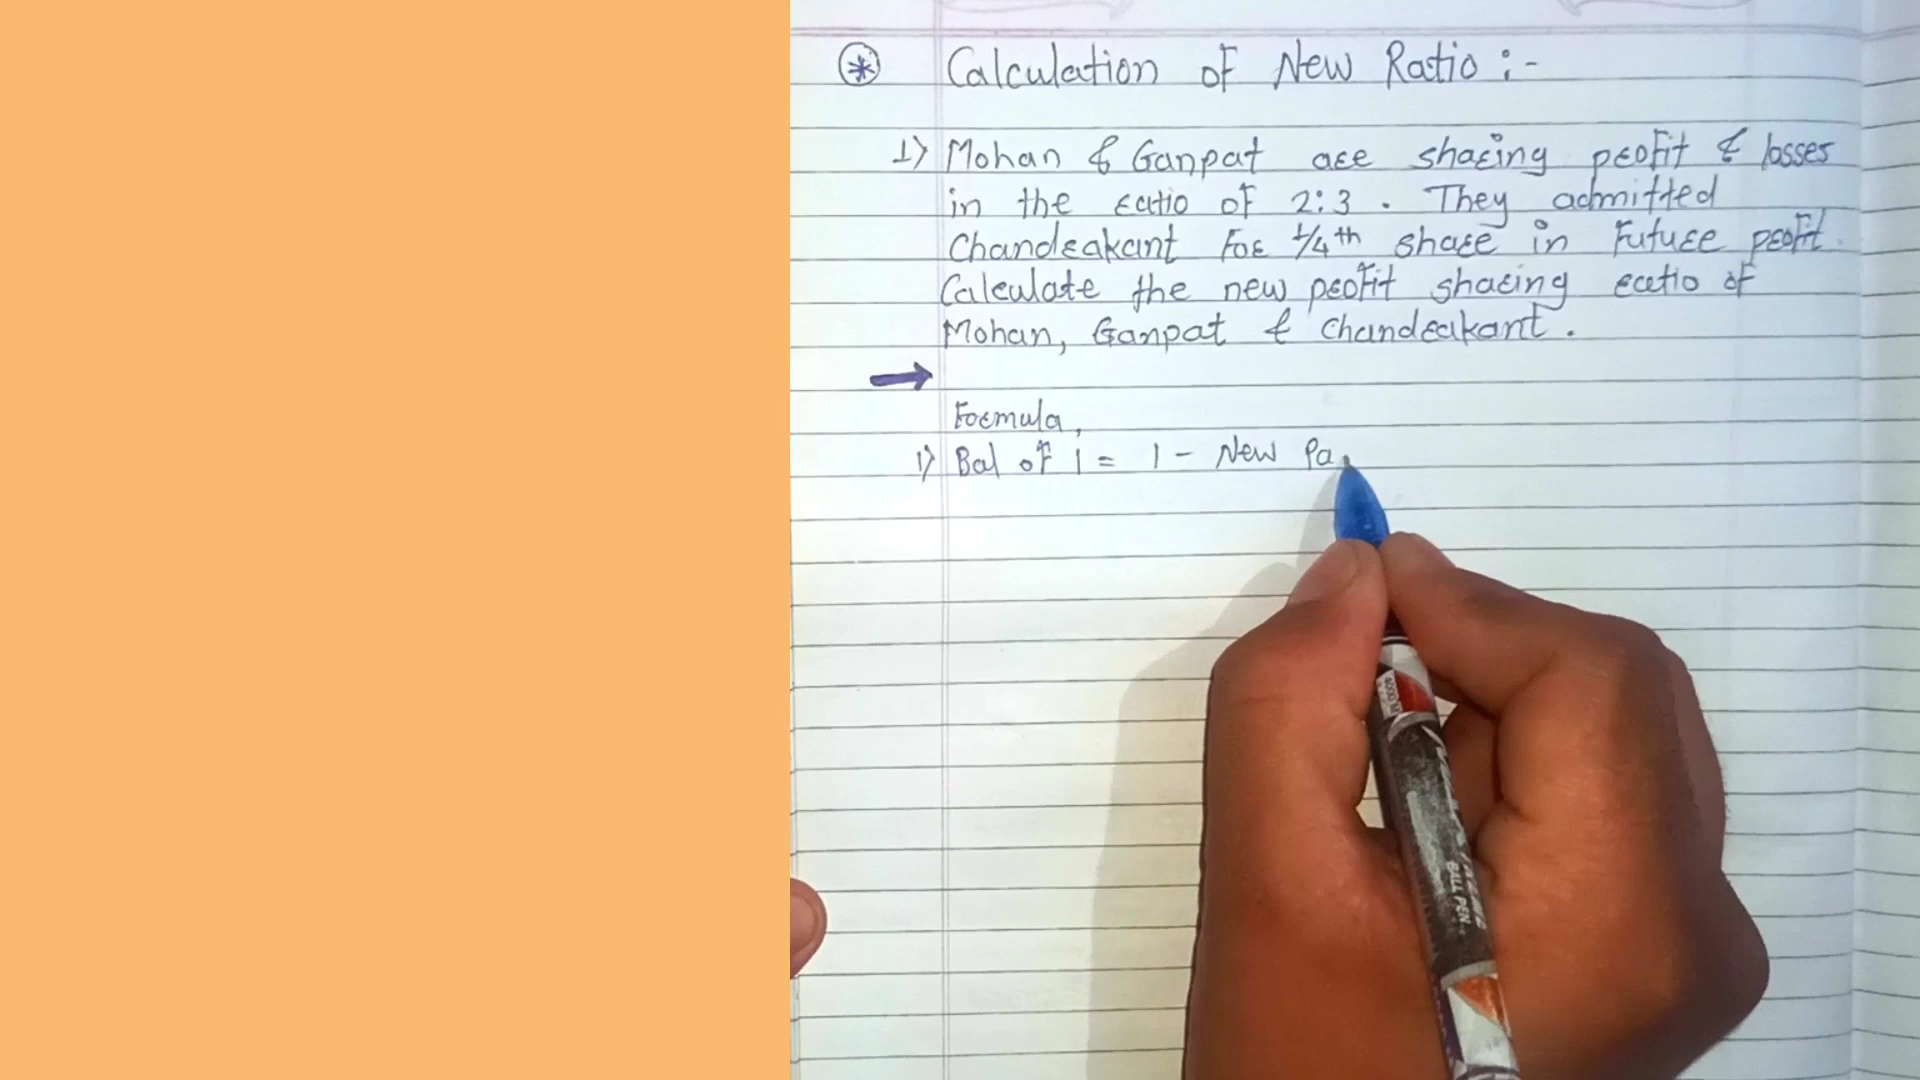 * Calculation of New Ratio :-
1) Mohan & Ganpat are sharing profit & losses
in the ratio of 2:3 . They admitted
Chandrakant For 1/4th share in Future profit.
Calculate the new profit sharing ratio of
Mohan, Ganpat & Chandrakant .
Formula,
1) Bal of 1 = 1 - New Pa
BALL PEN